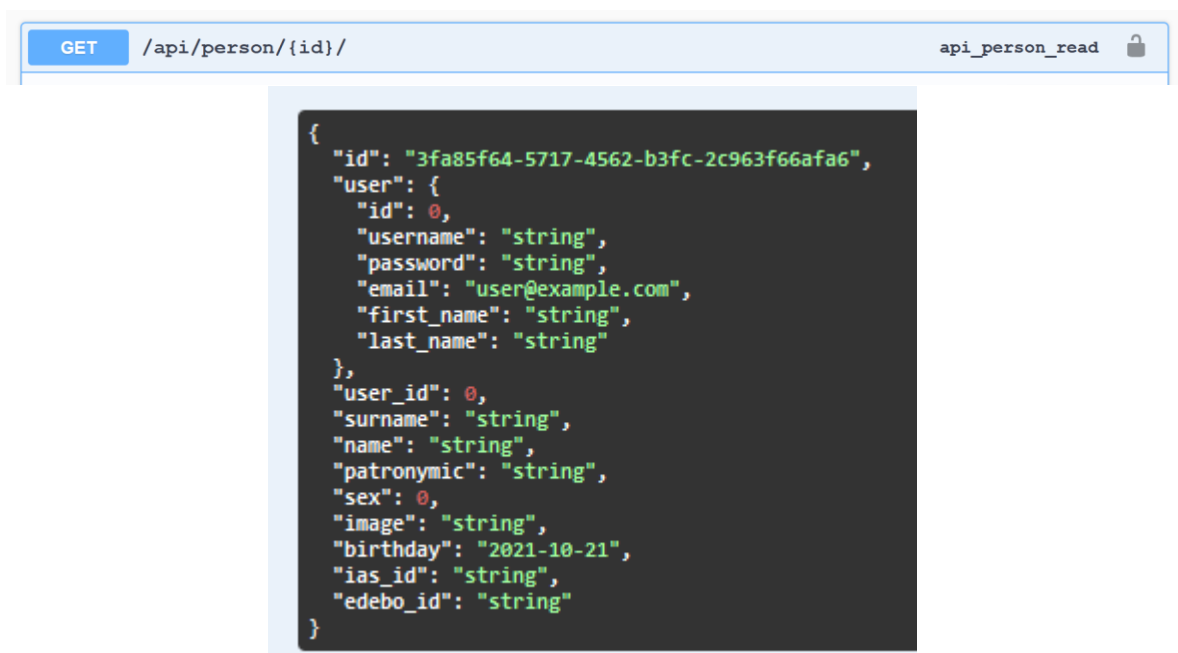 GET /api/person/{id}/ api_person_read
{
"id": "3fa85f64-5717-4562-b3fc-2c963f66afa6",
"user": {
"id": 0,
"username": "string",
"password": "string",
"email": "user@example.com",
"first_name": "string",
"last_name": "string"
},
"user_id": 0,
"surname": "string",
"name": "string",
"patronymic": "string",
"sex": 0,
"image": "string",
"birthday": "2021-10-21",
"ias_id": "string",
"edebo_id": "string"
}